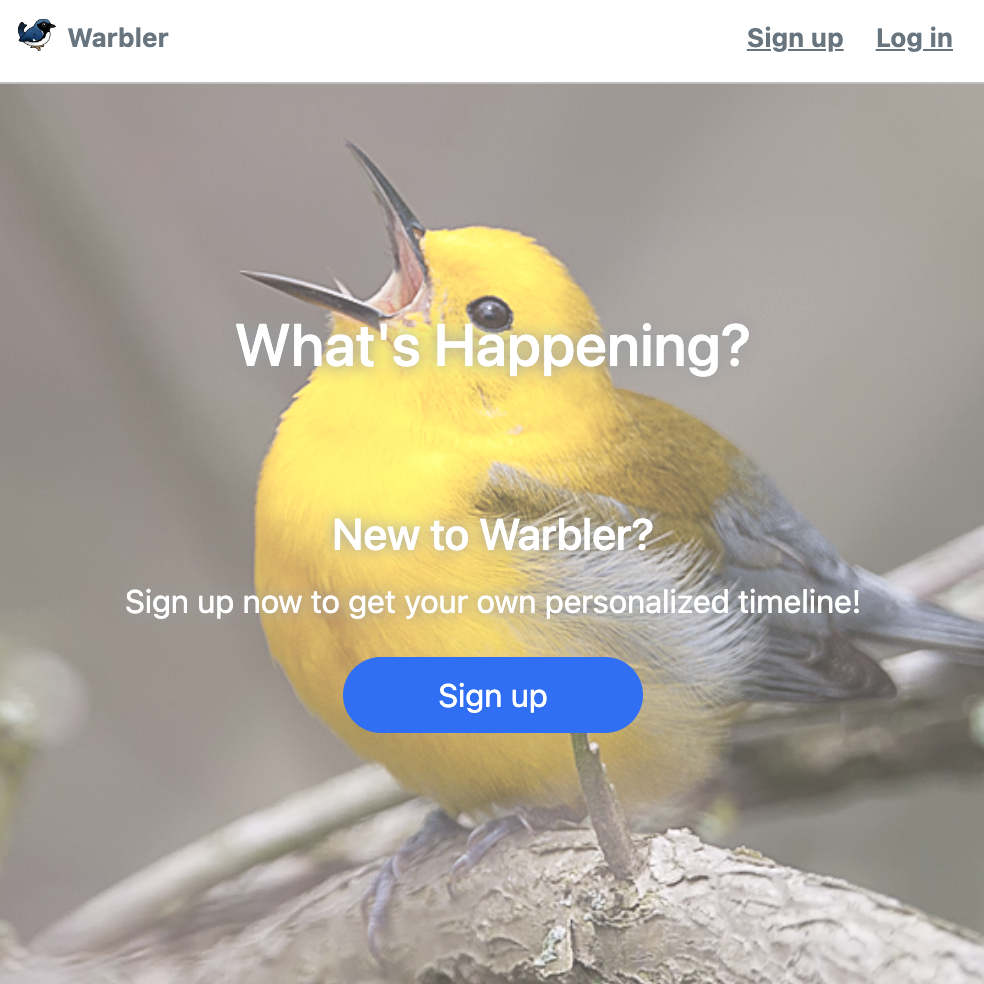 Warbler
Sign up
Log in
What's Happening?
New to Warbler?
Sign up now to get your own personalized timeline!
Sign up